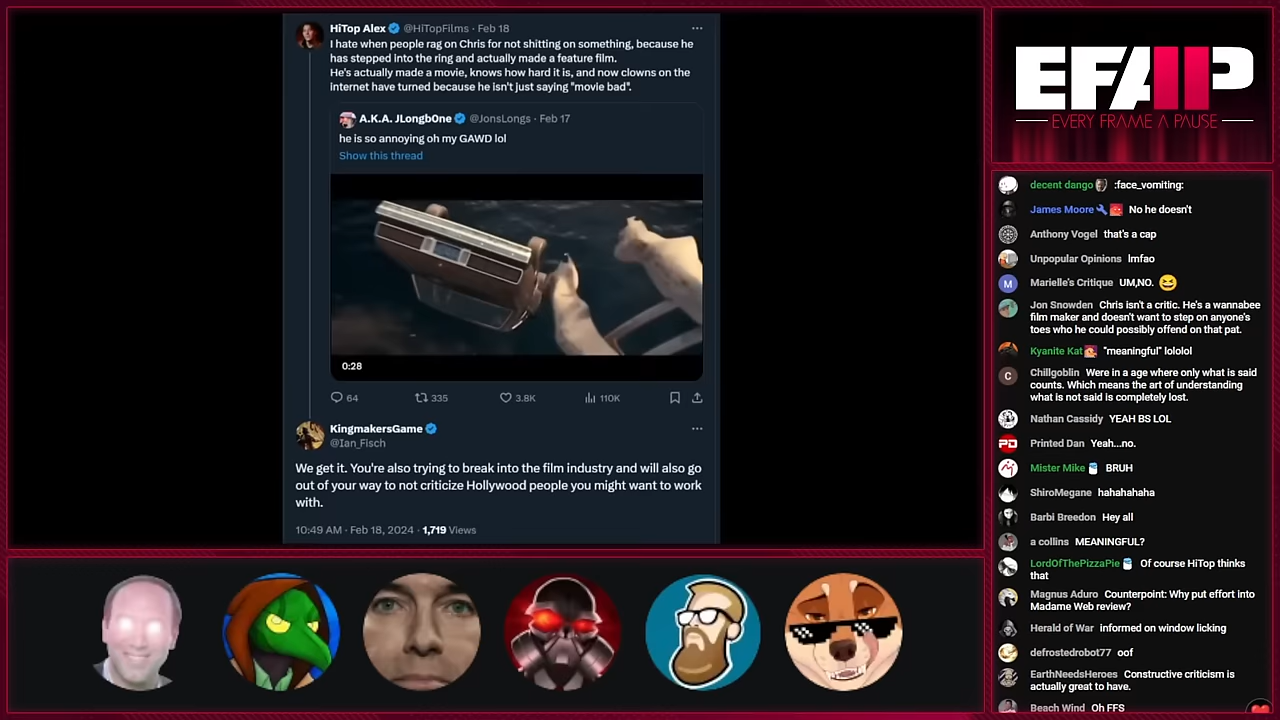 HiTop Alex @HiTopFilms · Feb 18
I hate when people rag on Chris for not shitting on something, because he
has stepped into the ring and actually made a feature film.
He's actually made a movie, knows how hard it is, and now clowns on the
internet have turned because he isn't just saying "movie bad".
A.K.A. JLongb0ne @JonsLongs · Feb 17
he is so annoying oh my GAWD lol
Show this thread
0:28
64 335 3.8K 110K
KingmakersGame
@Ian_Fisch
We get it. You're also trying to break into the film industry and will also go
out of your way to not criticize Hollywood people you might want to work
with.
10:49 AM · Feb 18, 2024 · 1,719 Views
EFAP
EVERY FRAME A PAUSE
decent dango :face_vomiting:
James Moore No he doesn't
Anthony Vogel that's a cap
Unpopular Opinions lmfao
M Marielle's Critique UM,NO. 😆
Jon Snowden Chris isn't a critic. He's a wannabee
film maker and doesn't want to step on anyone's
toes who he could possibly offend on that pat.
Kyanite Kat "meaningful" lololol
C Chillgoblin Were in a age where only what is said
counts. Which means the art of understanding
what is not said is completely lost.
Nathan Cassidy YEAH BS LOL
PD Printed Dan Yeah...no.
Mister Mike BRUH
ShiroMegane hahahahaha
Barbi Breedon Hey all
a collins MEANINGFUL?
LordOfThePizzaPie Of course HiTop thinks
that
Magnus Aduro Counterpoint: Why put effort into
Madame Web review?
Herald of War informed on window licking
defrostedrobot77 oof
EarthNeedsHeroes Constructive criticism is
actually great to have.
Beach Wind Oh FFS